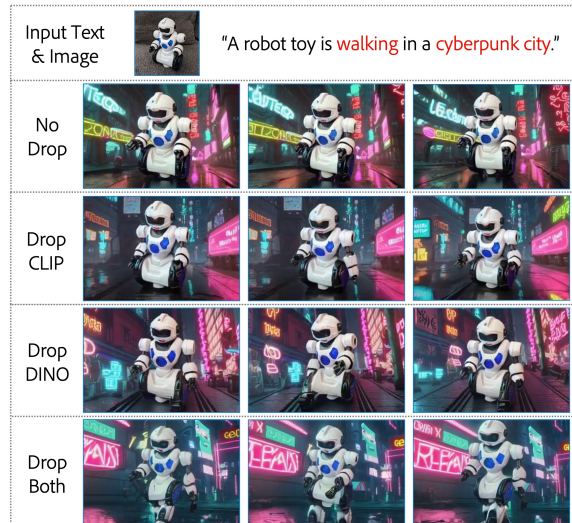 Input Text
& Image
“A robot toy is walking in a cyberpunk city.”
No
Drop
Drop
CLIP
Drop
DINO
Drop
Both